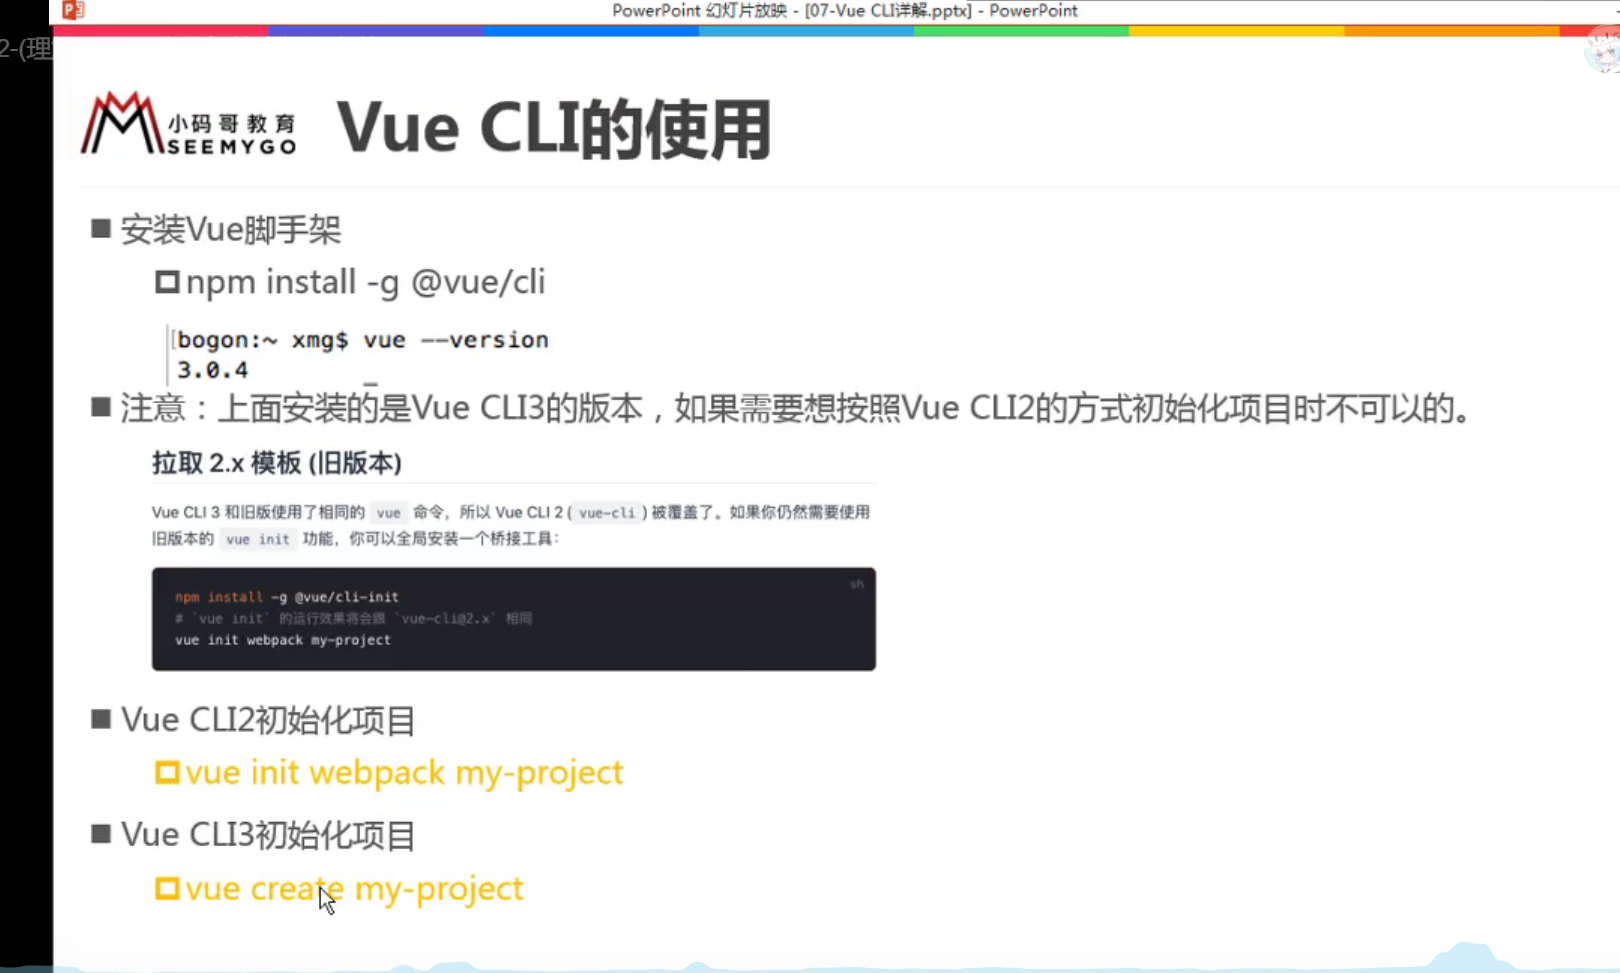 PowerPoint 幻灯片放映 - [07-Vue CLI详解.pptx] - PowerPoint
2-(理
小码哥教育
SEEMYGO
Vue CLI的使用
安装Vue脚手架
npm install -g @vue/cli
[bogon:~ xmg$ vue --version
3.0.4
注意：上面安装的是Vue CLI3的版本，如果需要想按照Vue CLI2的方式初始化项目时不可以的。
拉取 2.x 模板 (旧版本)
Vue CLI 3 和旧版使用了相同的 vue 命令，所以 Vue CLI 2 ( vue-cli ) 被覆盖了。如果你仍然需要使用
旧版本的 vue init 功能，你可以全局安装一个桥接工具：
sh
npm install -g @vue/cli-init
# `vue init` 的运行效果将会跟 `vue-cli@2.x` 相同
vue init webpack my-project
Vue CLI2初始化项目
vue init webpack my-project
Vue CLI3初始化项目
vue create my-project